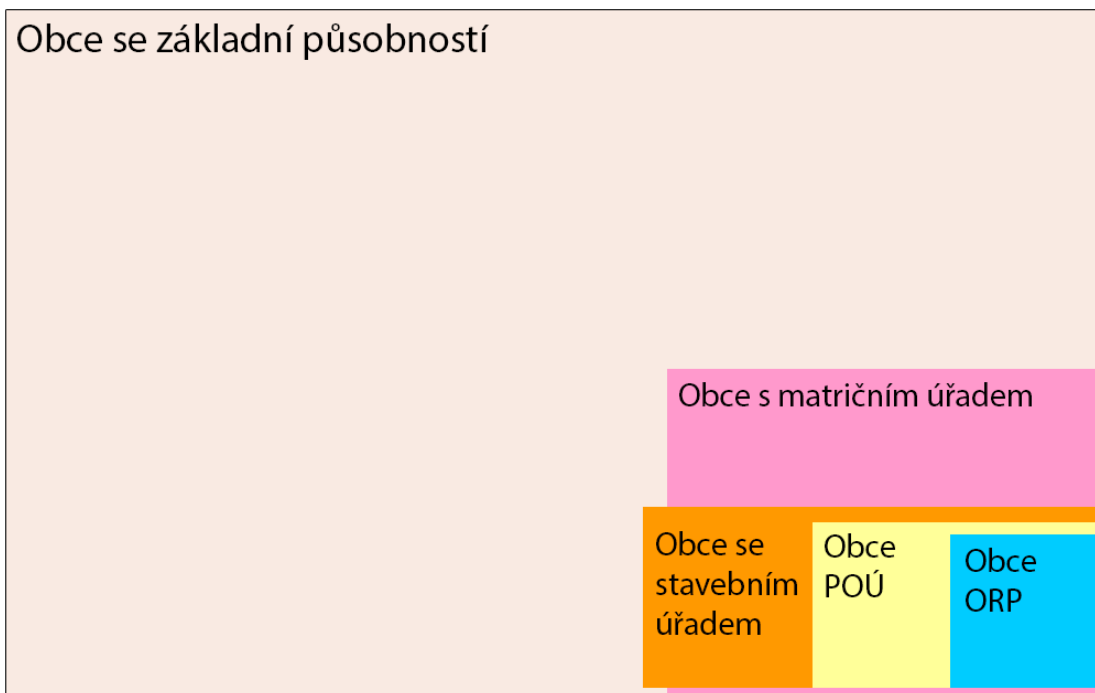 Obce se základní působností
Obce s matričním úřadem
Obce se
stavebním
úřadem
Obce
POÚ
Obce
ORP